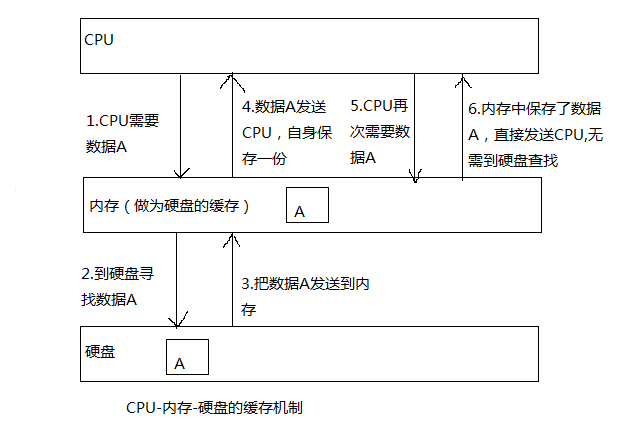 CPU
1.CPU需要
数据A
4.数据A发送
CPU，自身保
存一份
5.CPU再
次需要数
据A
6.内存中保存了数据
A，直接发送CPU,无
需到硬盘查找
内存（做为硬盘的缓存）
A
2.到硬盘寻
找数据A
3.把数据A发送到内
存
硬盘
A
CPU-内存-硬盘的缓存机制